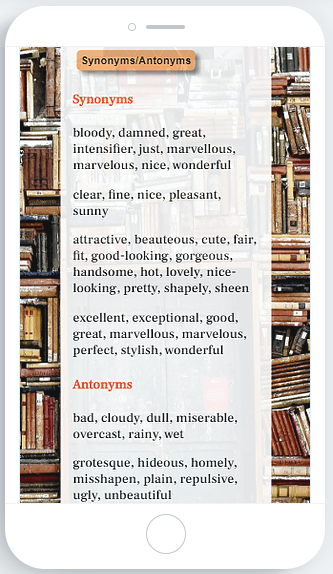 Synonyms/Antonyms
Synonyms
bloody, damned, great,
intensifier, just, marvellous,
marvelous, nice, wonderful
clear, fine, nice, pleasant,
sunny
attractive, beauteous, cute, fair,
fit, good-looking, gorgeous,
handsome, hot, lovely, nice-
looking, pretty, shapely, sheen
excellent, exceptional, good,
great, marvellous, marvelous,
perfect, stylish, wonderful
Antonyms
bad, cloudy, dull, miserable,
overcast, rainy, wet
grotesque, hideous, homely,
misshapen, plain, repulsive,
ugly, unbeautiful